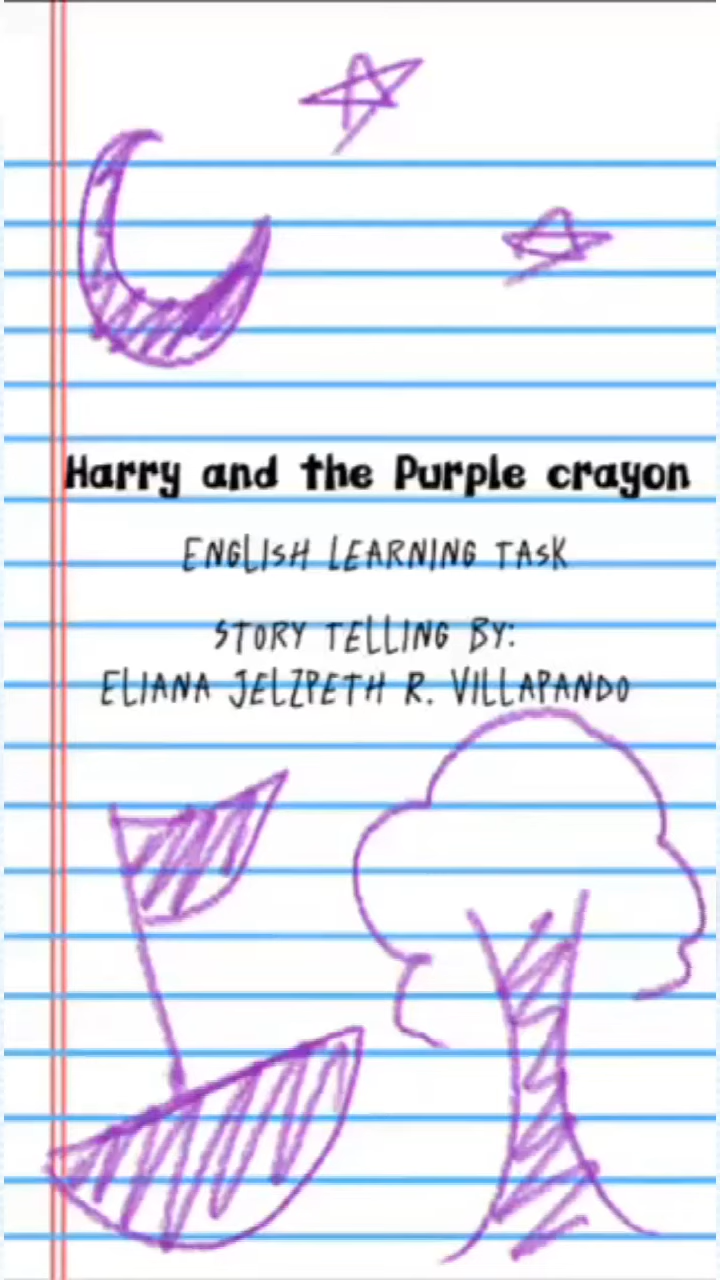 Harry and the Purple crayon
ENGLISH LEARNING TASK
STORY TELLING BY:
ELIANA JELZPETH R. VILLAPANDO